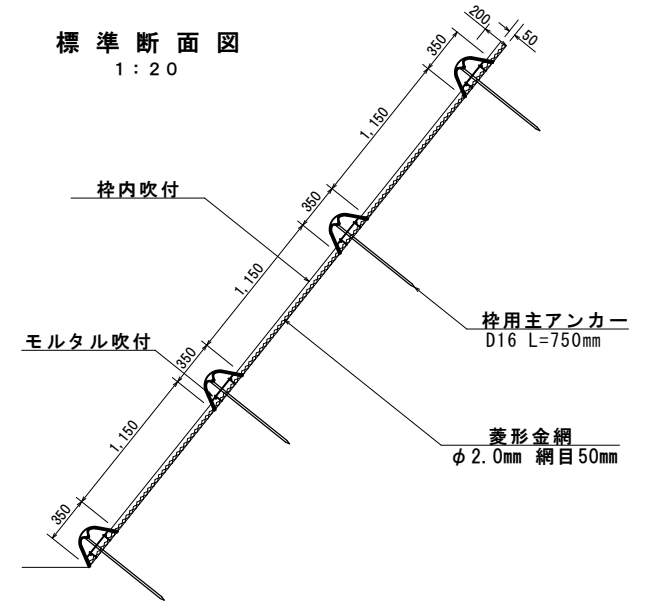 標準断面図
1:20
200
50
350
1,150
枠内吹付
350
1,150
枠用主アンカー
D16 L=750mm
モルタル吹付
350
1,150
菱形金網
φ2.0mm 網目50mm
350